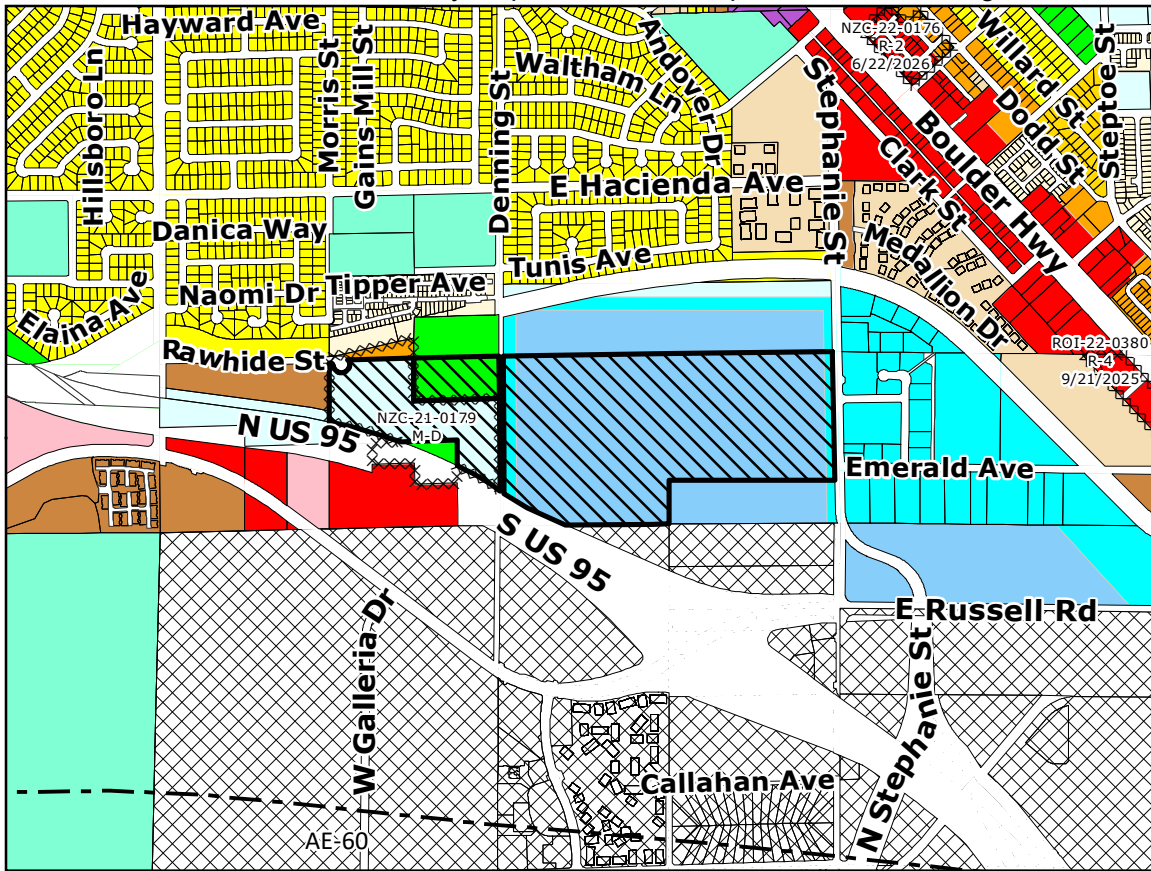 Hayward Ave
Hillsboro Ln
Morris St
Gains Mill St
Denning St
Waltham Ln
Andover Dr
Stephanie St
NZC-22-0176
R-2
6/22/2026
Willard St
Dodd St
Steptoe St
Boulder Hwy
Clark St
E Hacienda Ave
Danica Way
Medallion Dr
Tunis Ave
Tipper Ave
Naomi Dr
Elaina Ave
Rawhide St
ROI-22-0380
R-4
9/21/2025
NZC-21-0179
M-D
N US 95
Emerald Ave
S US 95
E Russell Rd
W Galleria Dr
N Stephanie St
Callahan Ave
AE-60